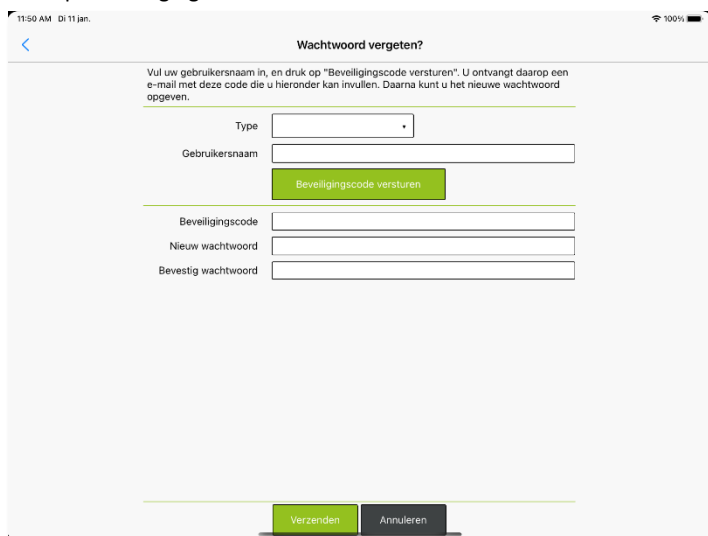 11:50 AM Di 11 jan.
100%
Wachtwoord vergeten?
Vul uw gebruikersnaam in, en druk op "Beveiligingscode versturen". U ontvangt daarop een
e-mail met deze code die u hieronder kan invullen. Daarna kunt u het nieuwe wachtwoord
opgeven.
Type
Gebruikersnaam
Beveiligingscode versturen
Beveiligingscode
Nieuw wachtwoord
Bevestig wachtwoord
Verzenden Annuleren